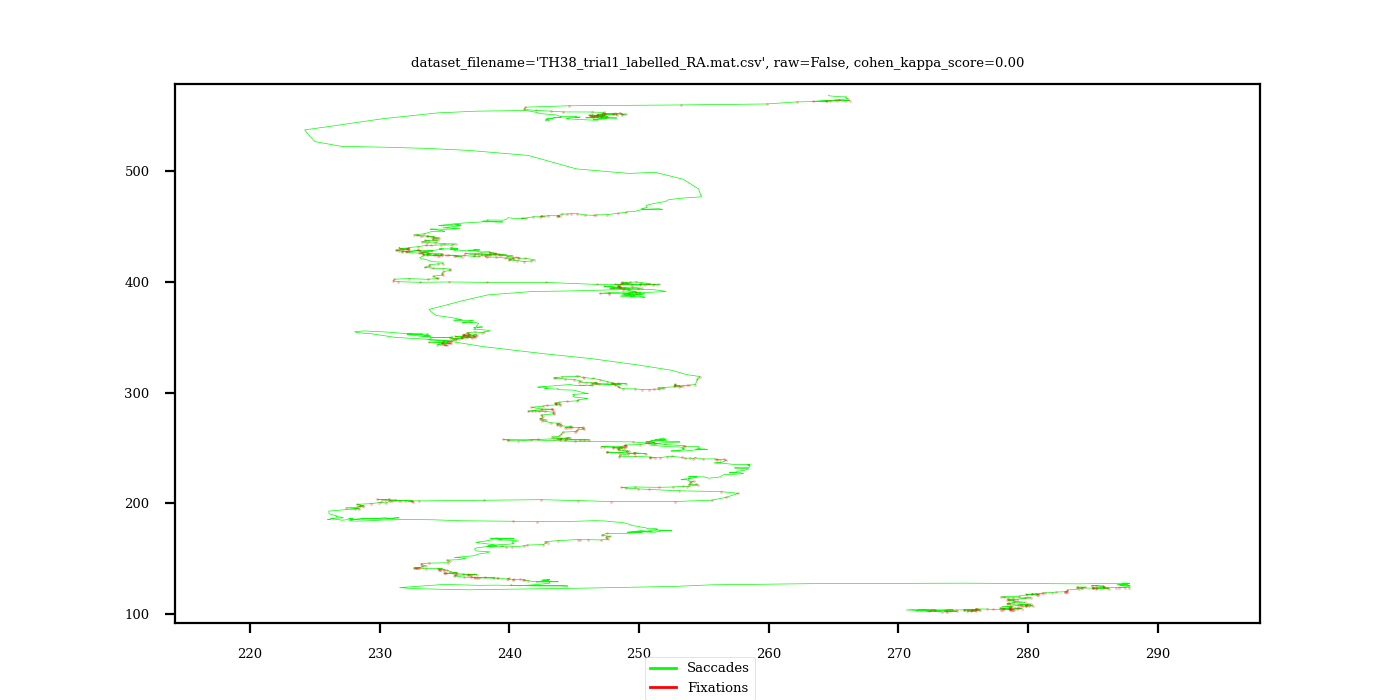 dataset_filename='TH38_trial1_labelled_RA.mat.csv', raw=False, cohen_kappa_score=0.00
500
400
300
200
100
220 230 240 250 260 270 280 290
Saccades
Fixations